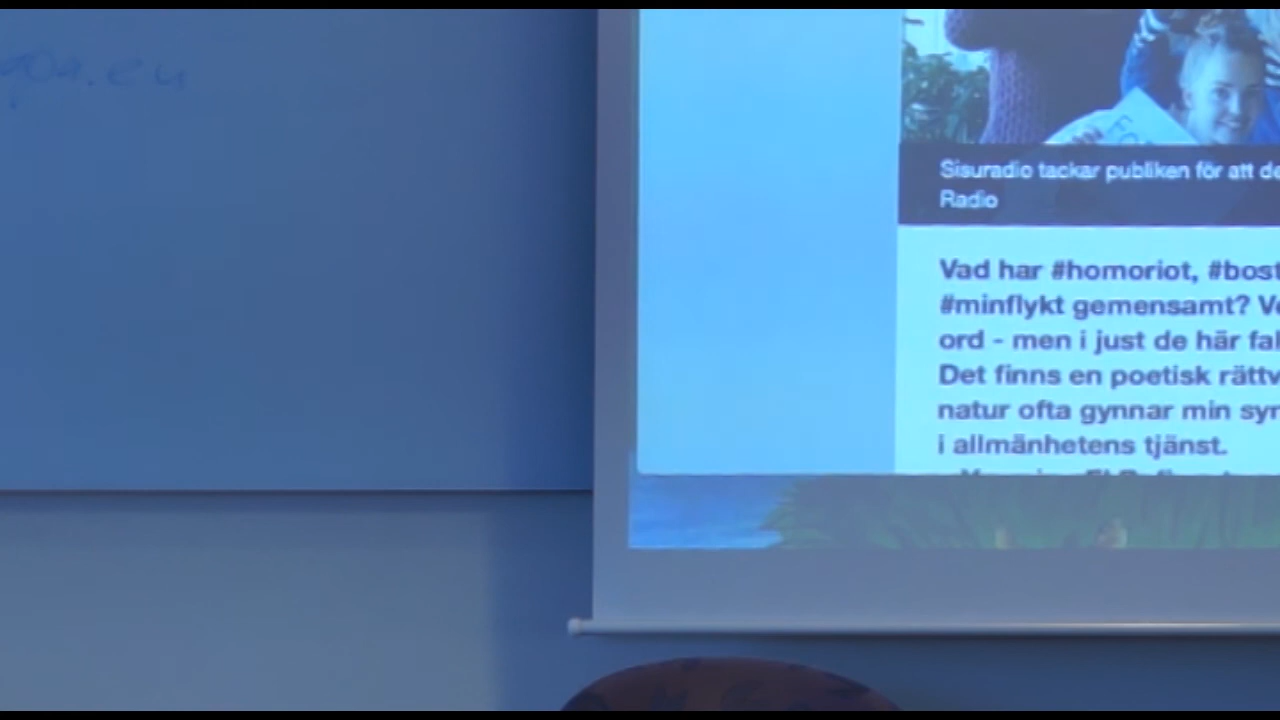 Sisuradio tackar publiken för att de
Radio
Vad har #homoriot, #bost
#minflykt gemensamt? Ve
ord - men i just de här fal
Det finns en poetisk rättv
natur ofta gynnar min syn
i allmänhetens tjänst.